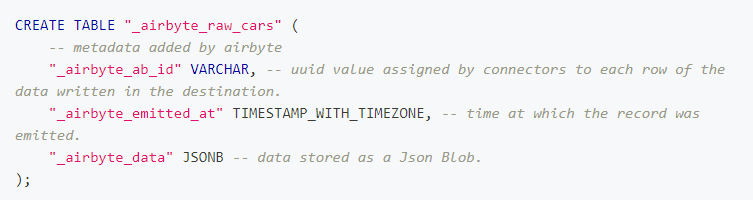 CREATE TABLE "_airbyte_raw_cars" (
-- metadata added by airbyte
"_airbyte_ab_id" VARCHAR, -- uuid value assigned by connectors to each row of the
data written in the destination.
"_airbyte_emitted_at" TIMESTAMP_WITH_TIMEZONE, -- time at which the record was
emitted.
"_airbyte_data" JSONB -- data stored as a Json Blob.
);